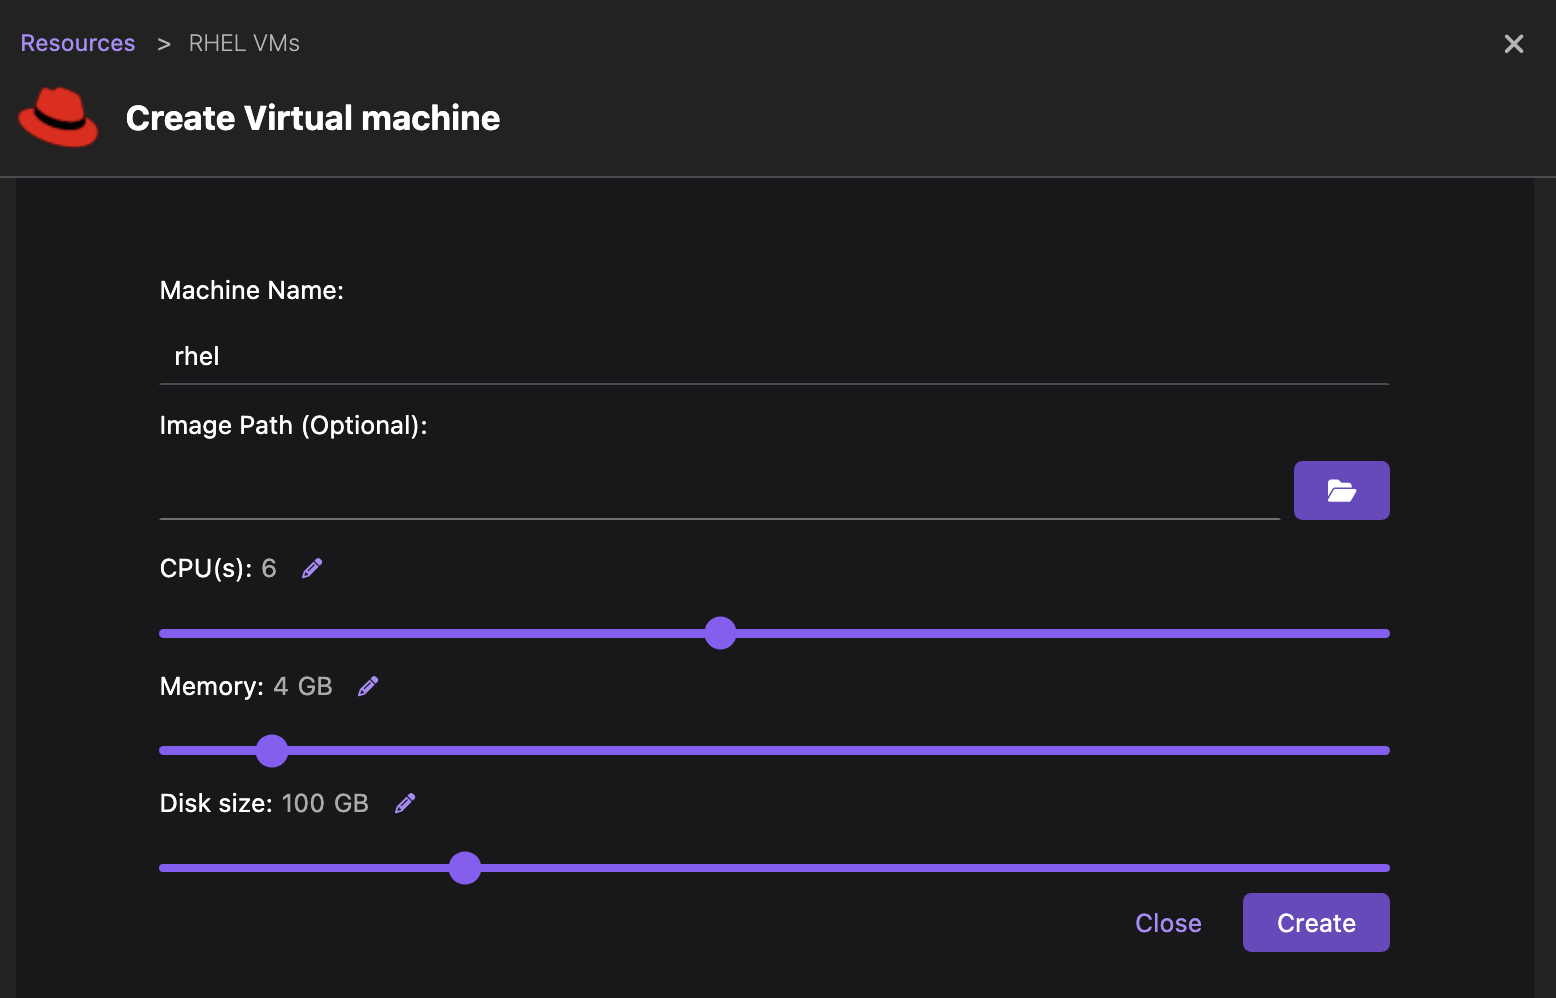 Resources > RHEL VMs
Create Virtual machine
Machine Name:
rhel
Image Path (Optional):
CPU(s): 6
Memory: 4 GB
Disk size: 100 GB
Close
Create